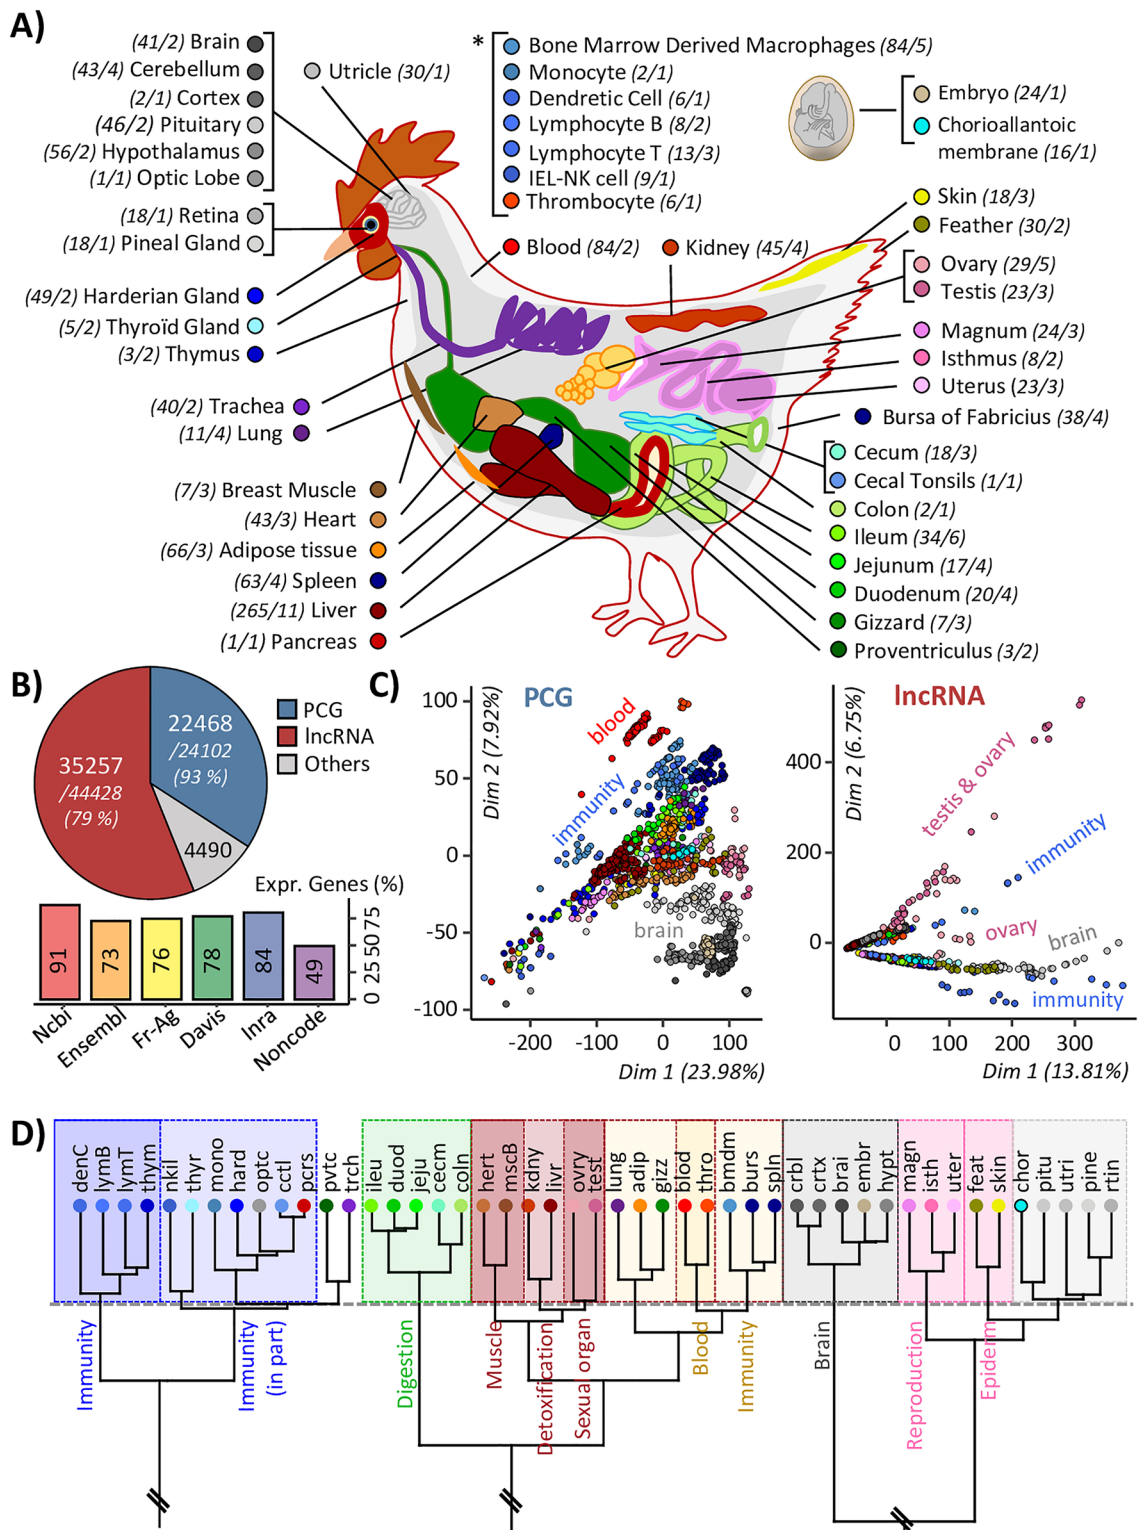 A)
(41/2) Brain
(43/4) Cerebellum
(2/1) Cortex
(46/2) Pituitary
(56/2) Hypothalamus
(1/1) Optic Lobe
(18/1) Retina
(18/1) Pineal Gland
(49/2) Harderian Gland
(5/2) Thyroïd Gland
(3/2) Thymus
(40/2) Trachea
(11/4) Lung
(7/3) Breast Muscle
(43/3) Heart
(66/3) Adipose tissue
(63/4) Spleen
(265/11) Liver
(1/1) Pancreas
Utricle (30/1)
*
Bone Marrow Derived Macrophages (84/5)
Monocyte (2/1)
Dendretic Cell (6/1)
Lymphocyte B (8/2)
Lymphocyte T (13/3)
IEL-NK cell (9/1)
Thrombocyte (6/1)
Blood (84/2)
Kidney (45/4)
Embryo (24/1)
Chorioallantoic
membrane (16/1)
Skin (18/3)
Feather (30/2)
Ovary (29/5)
Testis (23/3)
Magnum (24/3)
Isthmus (8/2)
Uterus (23/3)
Bursa of Fabricius (38/4)
Cecum (18/3)
Cecal Tonsils (1/1)
Colon (2/1)
Ileum (34/6)
Jejunum (17/4)
Duodenum (20/4)
Gizzard (7/3)
Proventriculus (3/2)
B)
22468
/24102
(93 %)
35257
/44428
(79 %)
4490
PCG
lncRNA
Others
Expr. Genes (%)
91
73
76
78
84
49
0
25
50
75
Ncbi
Ensembl
Fr-Ag
Davis
Inra
Noncode
C)
PCG
Dim 2 (7.92%)
100
50
0
-50
-100
blood
immunity
brain
-200
-100
0
100
Dim 1 (23.98%)
lncRNA
Dim 2 (6.75%)
400
200
0
testis & ovary
immunity
ovary
brain
immunity
0
100
200
300
Dim 1 (13.81%)
D)
denC
lymB
lymT
thym
nkil
thyr
mono
hard
optc
cctl
pcrs
pvtc
trch
ileu
duod
jeju
cecm
coln
hert
mscB
kdny
livr
ovry
test
lung
adip
gizz
blod
thro
bmdm
burs
spln
crbl
crtx
brai
embr
hypt
magn
isth
uter
feat
skin
chor
pitu
utri
pine
rtin
Immunity
Immunity
(in part)
Digestion
Muscle
Detoxification
Sexual organ
Blood
Immunity
Brain
Reproduction
Epiderm